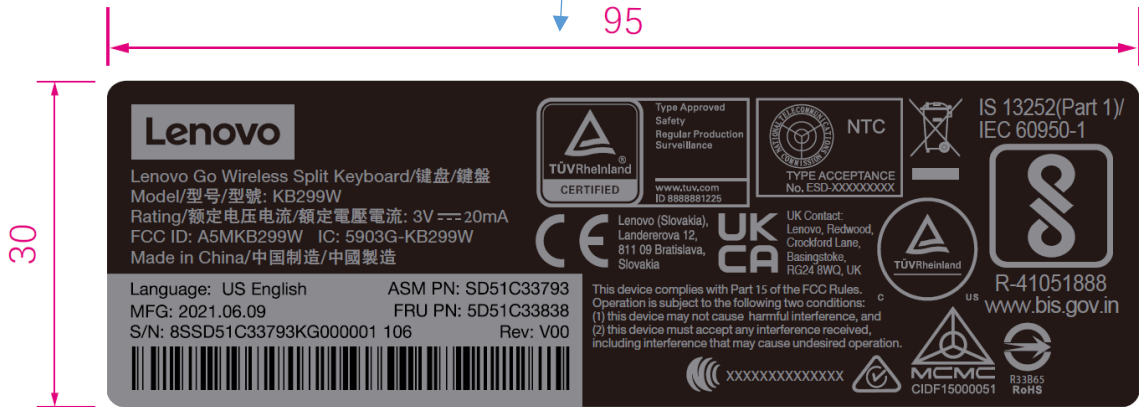 95
30
Lenovo
Lenovo Go Wireless Split Keyboard/键盘/鍵盤
Model/型号/型號: KB299W
Rating/额定电压电流/額定電壓電流: 3V⎓20mA
FCC ID: A5MKB299W IC: 5903G-KB299W
Made in China/中国制造/中國製造
Language: US English
ASM PN: SD51C33793
MFG: 2021.06.09
FRU PN: 5D51C33838
S/N: 8SSD51C33793KG000001 106
Rev: V00
TÜVRheinland
®
CERTIFIED
Type Approved
Safety
Regular Production
Surveillance
www.tuv.com
ID 8888881225
NATIONAL TELECOMMUNICATIONS COMMISSION
NTC
TYPE ACCEPTANCE
No. ESD-XXXXXXXXX
IS 13252(Part 1)/
IEC 60950-1
R-41051888
www.bis.gov.in
CE
Lenovo (Slovakia),
Landererova 12,
811 09 Bratislava,
Slovakia
UK
CA
UK Contact:
Lenovo, Redwood,
Crockford Lane,
Basingstoke,
RG24 8WQ, UK
TÜVRheinland
C
US
This device complies with Part 15 of the FCC Rules.
Operation is subject to the following two conditions:
(1) this device may not cause harmful interference, and
(2) this device must accept any interference received,
including interference that may cause undesired operation.
XXXXXXXXXXXXXXX
MCMC
CIDF15000051
R33B65
RoHS